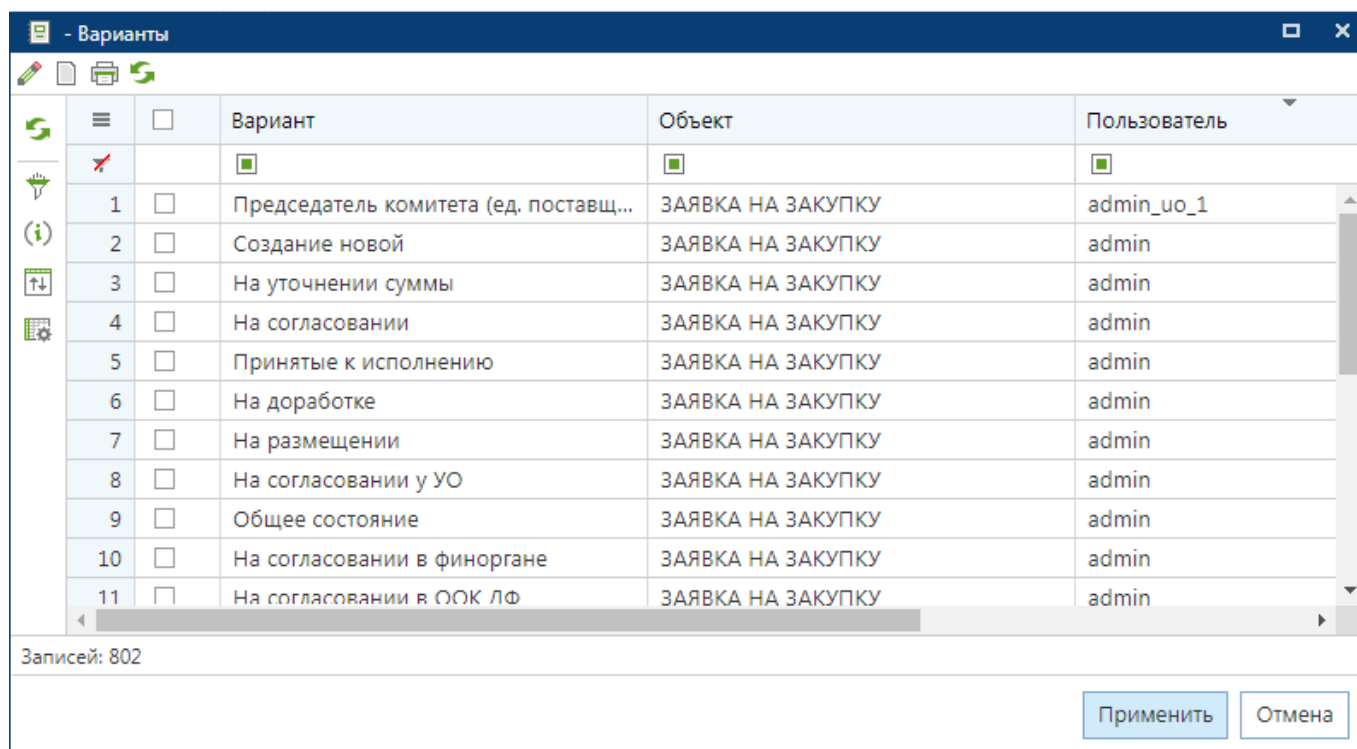 - Варианты
Вариант Объект Пользователь
1 Председатель комитета (ед. поставщ... ЗАЯВКА НА ЗАКУПКУ admin_uo_1
2 Создание новой ЗАЯВКА НА ЗАКУПКУ admin
3 На уточнении суммы ЗАЯВКА НА ЗАКУПКУ admin
4 На согласовании ЗАЯВКА НА ЗАКУПКУ admin
5 Принятые к исполнению ЗАЯВКА НА ЗАКУПКУ admin
6 На доработке ЗАЯВКА НА ЗАКУПКУ admin
7 На размещении ЗАЯВКА НА ЗАКУПКУ admin
8 На согласовании у УО ЗАЯВКА НА ЗАКУПКУ admin
9 Общее состояние ЗАЯВКА НА ЗАКУПКУ admin
10 На согласовании в финоргане ЗАЯВКА НА ЗАКУПКУ admin
11 На согласовании в ООК ДФ ЗАЯВКА НА ЗАКУПКУ admin
Записей: 802
Применить Отмена